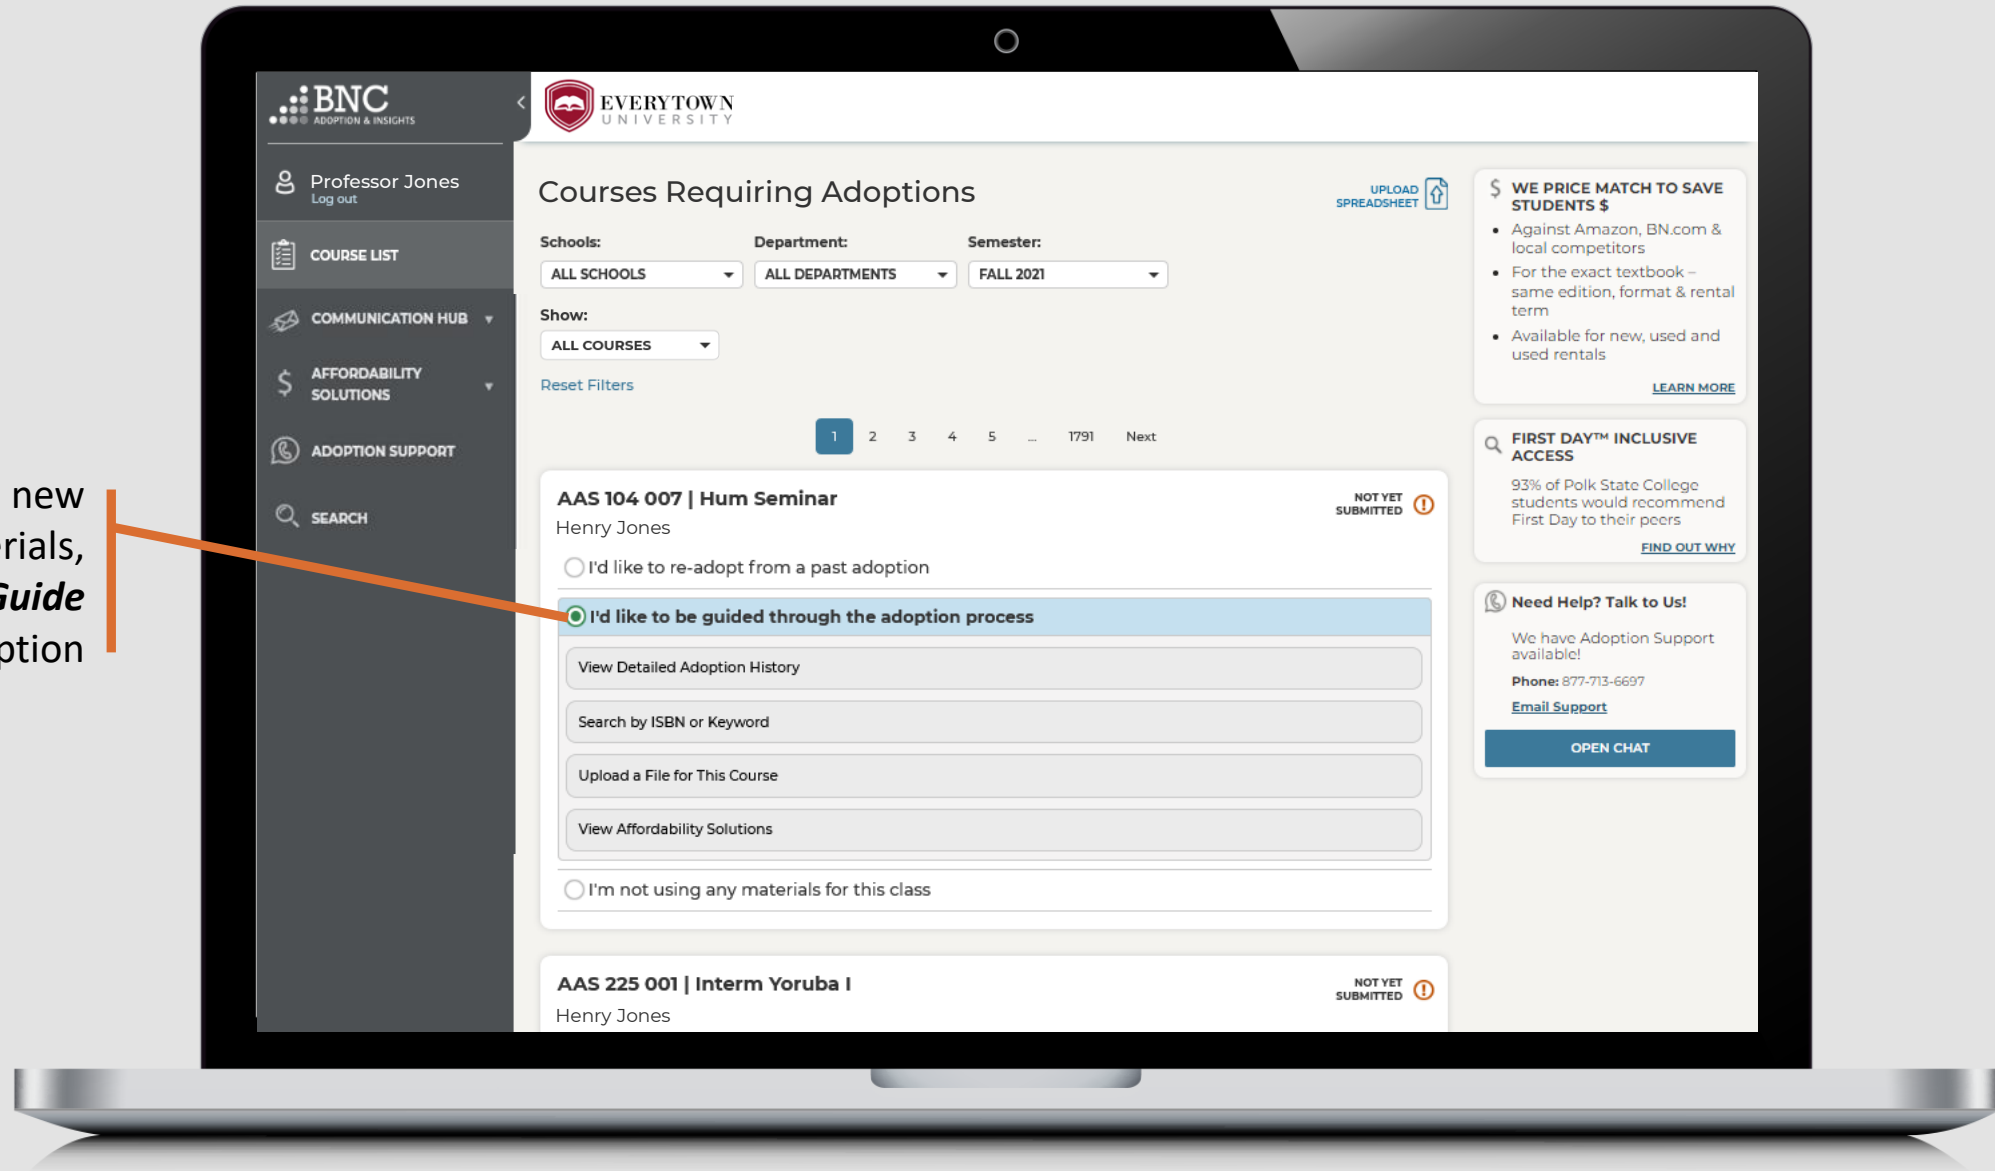 new
Guide
BNC
ADOPTION & INSIGHTS
Professor Jones
Log out
COURSE LIST
COMMUNICATION HUB
AFFORDABILITY
SOLUTIONS
ADOPTION SUPPORT
SEARCH
EVERYTOWN
UNIVERSITY
Courses Requiring Adoptions
UPLOAD
SPREADSHEET
Schools:
Department:
Semester:
ALL SCHOOLS
ALL DEPARTMENTS
FALL 2021
Show:
ALL COURSES
Reset Filters
1 2 3 4 5 ... 1791 Next
AAS 104 007 | Hum Seminar
NOT YET
SUBMITTED
Henry Jones
I'd like to re-adopt from a past adoption
I'd like to be guided through the adoption process
View Detailed Adoption History
Search by ISBN or Keyword
Upload a File for This Course
View Affordability Solutions
I'm not using any materials for this class
AAS 225 001 | Interm Yoruba I
NOT YET
SUBMITTED
Henry Jones
$ WE PRICE MATCH TO SAVE
STUDENTS $
• Against Amazon, BN.com &
local competitors
• For the exact textbook –
same edition, format & rental
term
• Available for new, used and
used rentals
LEARN MORE
FIRST DAY™ INCLUSIVE
ACCESS
93% of Polk State College
students would recommend
First Day to their peers
FIND OUT WHY
Need Help? Talk to Us!
We have Adoption Support
available!
Phone: 877-713-6697
Email Support
OPEN CHAT